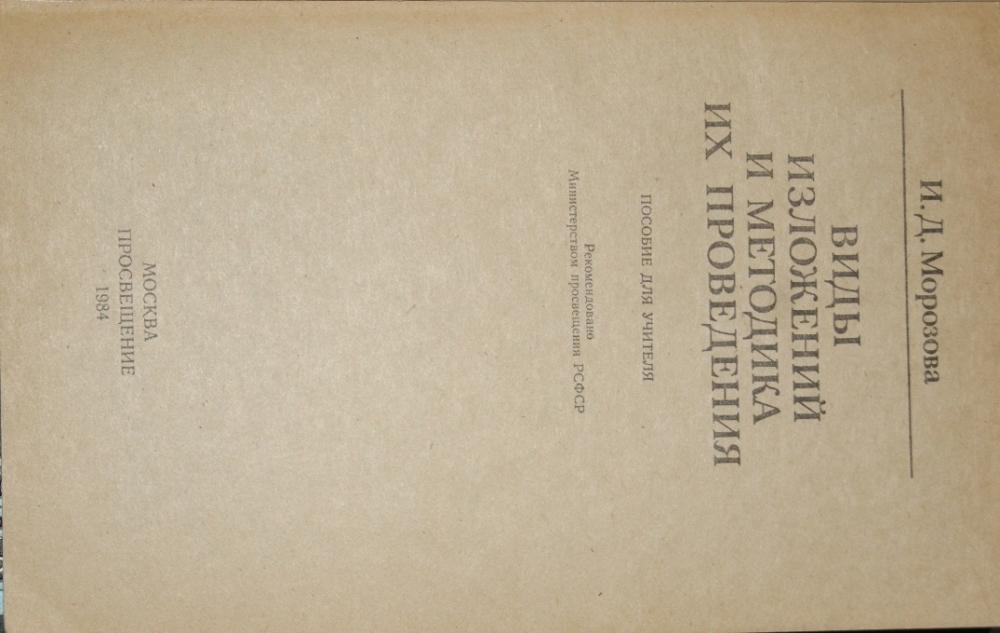 И. Д. Морозова
ВИДЫ
ИЗЛОЖЕНИЙ
И МЕТОДИКА
ИХ ПРОВЕДЕНИЯ
ПОСОБИЕ ДЛЯ УЧИТЕЛЯ
Рекомендовано
Министерством просвещения РСФСР
МОСКВА
ПРОСВЕЩЕНИЕ
1984